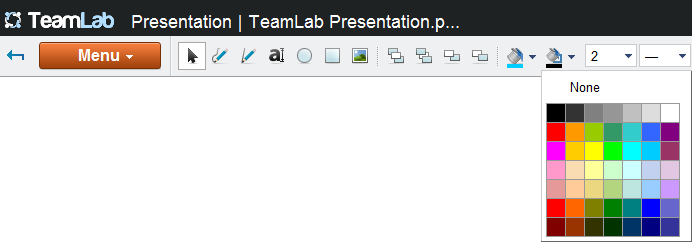 TeamLab Presentation | TeamLab Presentation.p...
Menu a 2
None